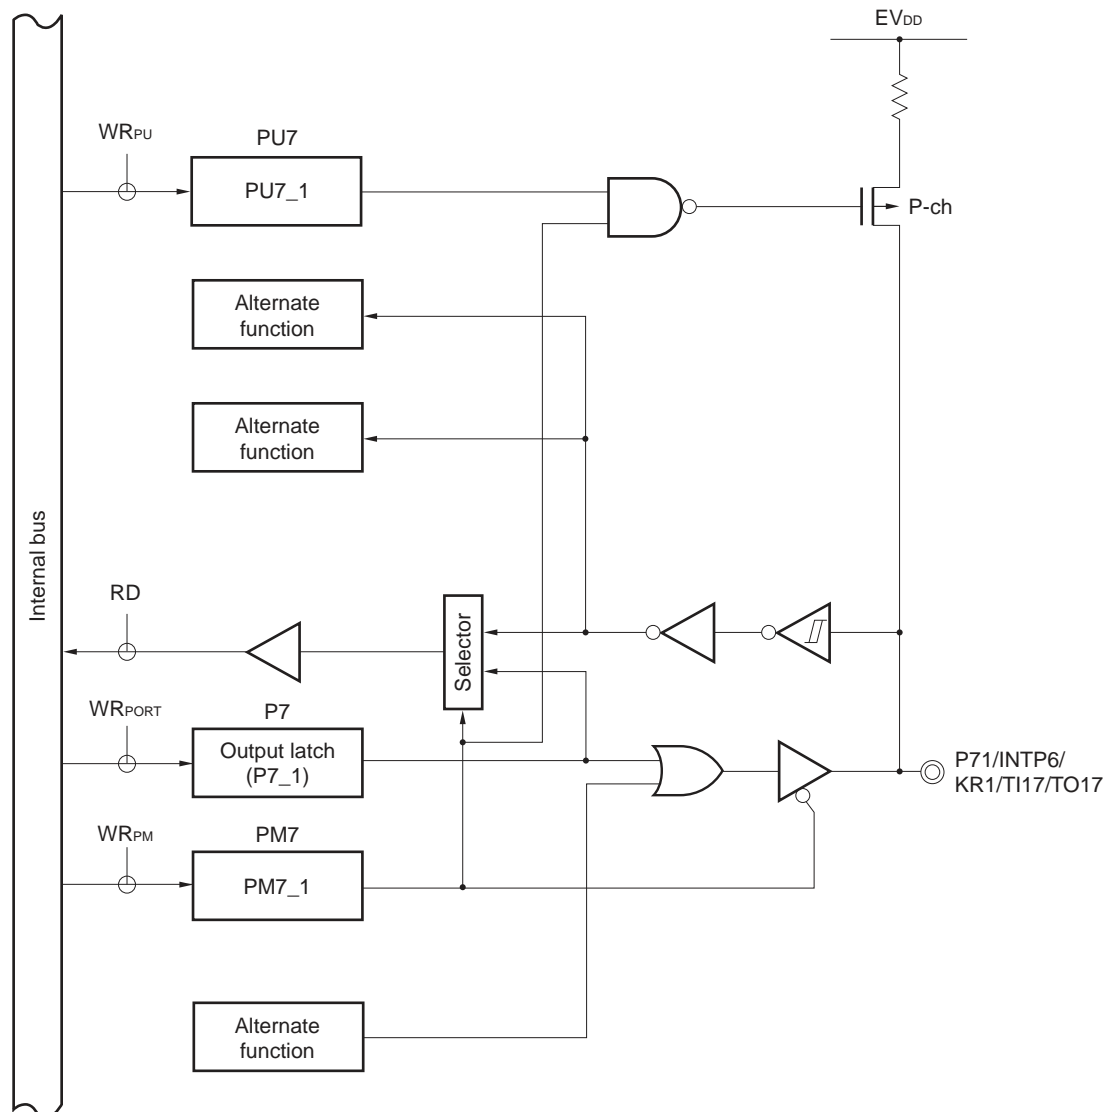 EVDD
WRPU
PU7
PU7_1
P-ch
Alternate
function
Alternate
function
Internal bus
RD
Selector
WRPORT
P7
Output latch
(P7_1)
P71/INTP6/
KR1/TI17/TO17
WRPM
PM7
PM7_1
Alternate
function